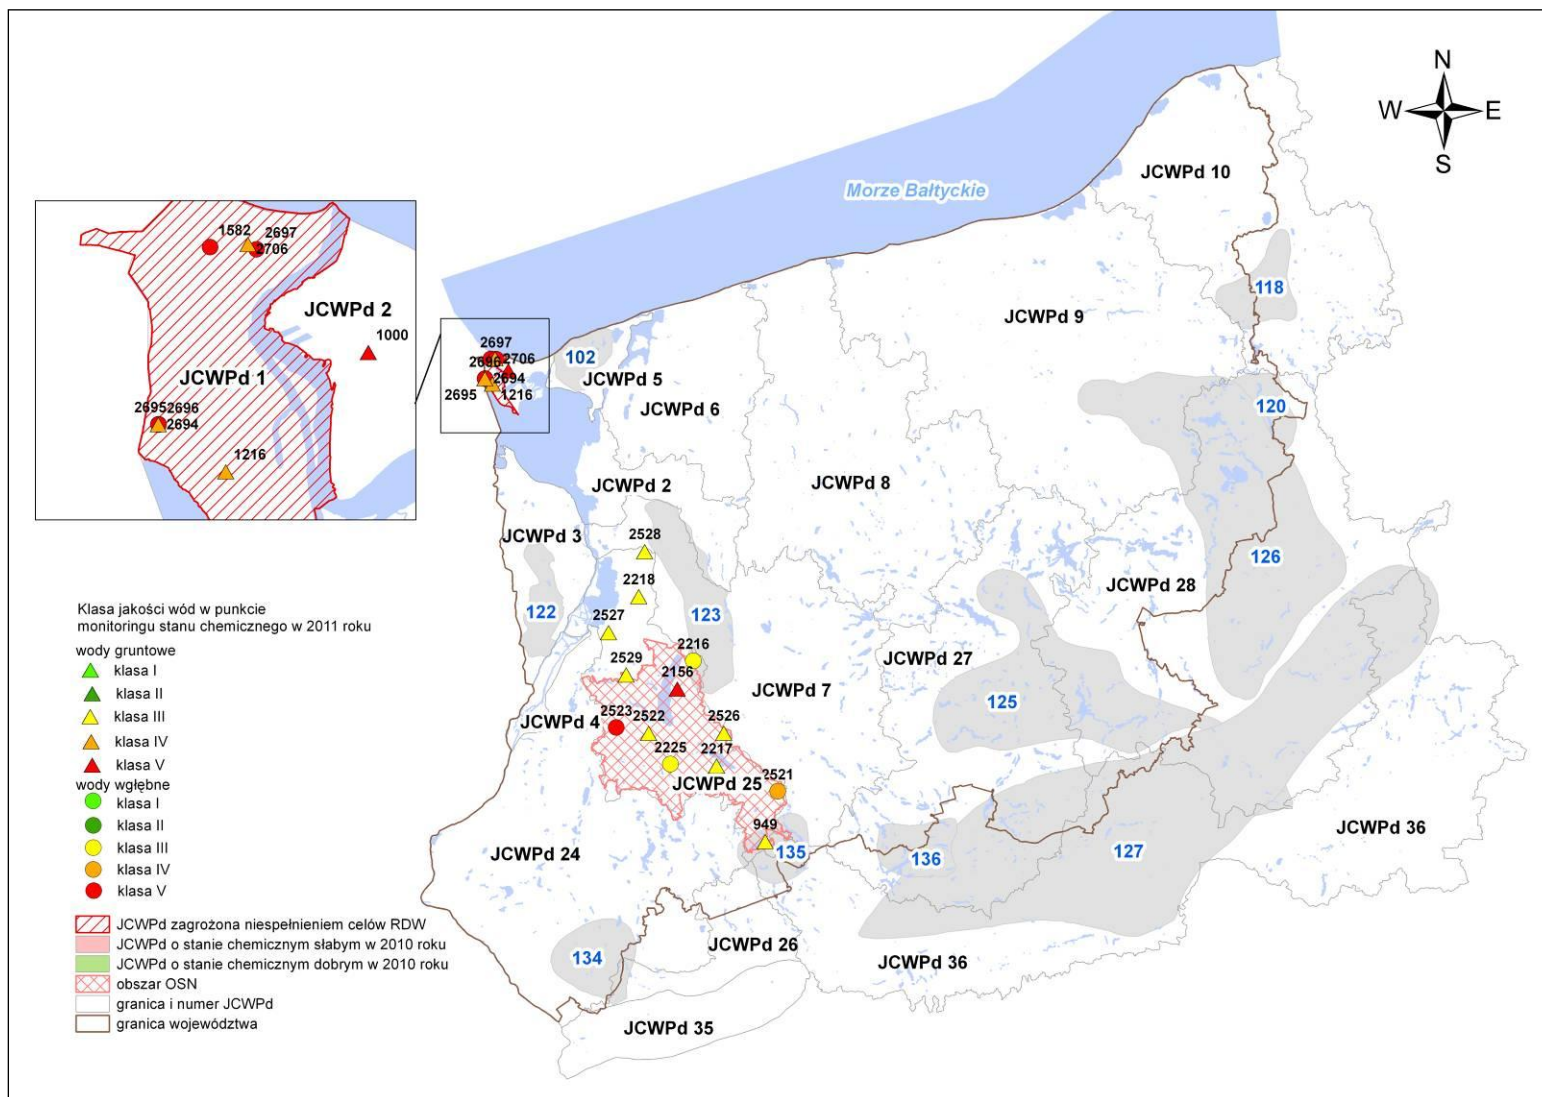 N
W E
S
Morze Bałtyckie
JCWPd 10
118
JCWPd 9
1582
2697
2706
JCWPd 2
1000
JCWPd 1
2695 2696
2694
1216
2697
2696 2706
2694
2695 1216
102
JCWPd 5
JCWPd 6
120
JCWPd 2
JCWPd 8
JCWPd 3
2528
126
2218
JCWPd 28
122
123
2527
2216
2529
2156
JCWPd 27
JCWPd 7
125
JCWPd 4
2523
2522
2526
2225
2217
JCWPd 25
2521
949
135
JCWPd 24
136
127
JCWPd 36
134
JCWPd 26
JCWPd 36
JCWPd 35
Klasa jakości wód w punkcie
monitoringu stanu chemicznego w 2011 roku
wody gruntowe
klasa I
klasa II
klasa III
klasa IV
klasa V
wody wgłębne
klasa I
klasa II
klasa III
klasa IV
klasa V
JCWPd zagrożona niespełnieniem celów RDW
JCWPd o stanie chemicznym słabym w 2010 roku
JCWPd o stanie chemicznym dobrym w 2010 roku
obszar OSN
granica i numer JCWPd
granica województwa